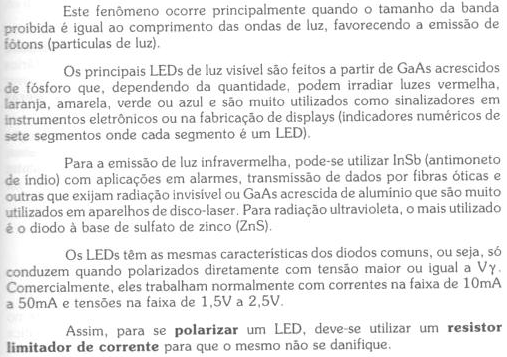 Este fenômeno ocorre principalmente quando o tamanho da banda
proibida é igual ao comprimento das ondas de luz, favorecendo a emissão de
fótons (particulas de luz).
Os principais LEDs de luz visível são feitos a partir de GaAs acrescidos
de fósforo que, dependendo da quantidade, podem irradiar luzes vermelha,
laranja, amarela, verde ou azul e são muito utilizados como sinalizadores em
instrumentos eletrônicos ou na fabricação de displays (indicadores numéricos de
sete segmentos onde cada segmento é um LED).
Para a emissão de luz infravermelha, pode-se utilizar InSb (antimoneto
de índio) com aplicações em alarmes, transmissão de dados por fibras óticas e
outras que exijam radiação invisível ou GaAs acrescida de alumínio que são muito
utilizados em aparelhos de disco-laser. Para radiação ultravioleta, o mais utilizado
é o diodo à base de sulfato de zinco (ZnS).
Os LEDs têm as mesmas características dos diodos comuns, ou seja, só
conduzem quando polarizados diretamente com tensão maior ou igual a Vγ.
Comercialmente, eles trabalham normalmente com correntes na faixa de 10mA
a 50mA e tensões na faixa de 1,5V a 2,5V.
Assim, para se polarizar um LED, deve-se utilizar um resistor
limitador de corrente para que o mesmo não se danifique.